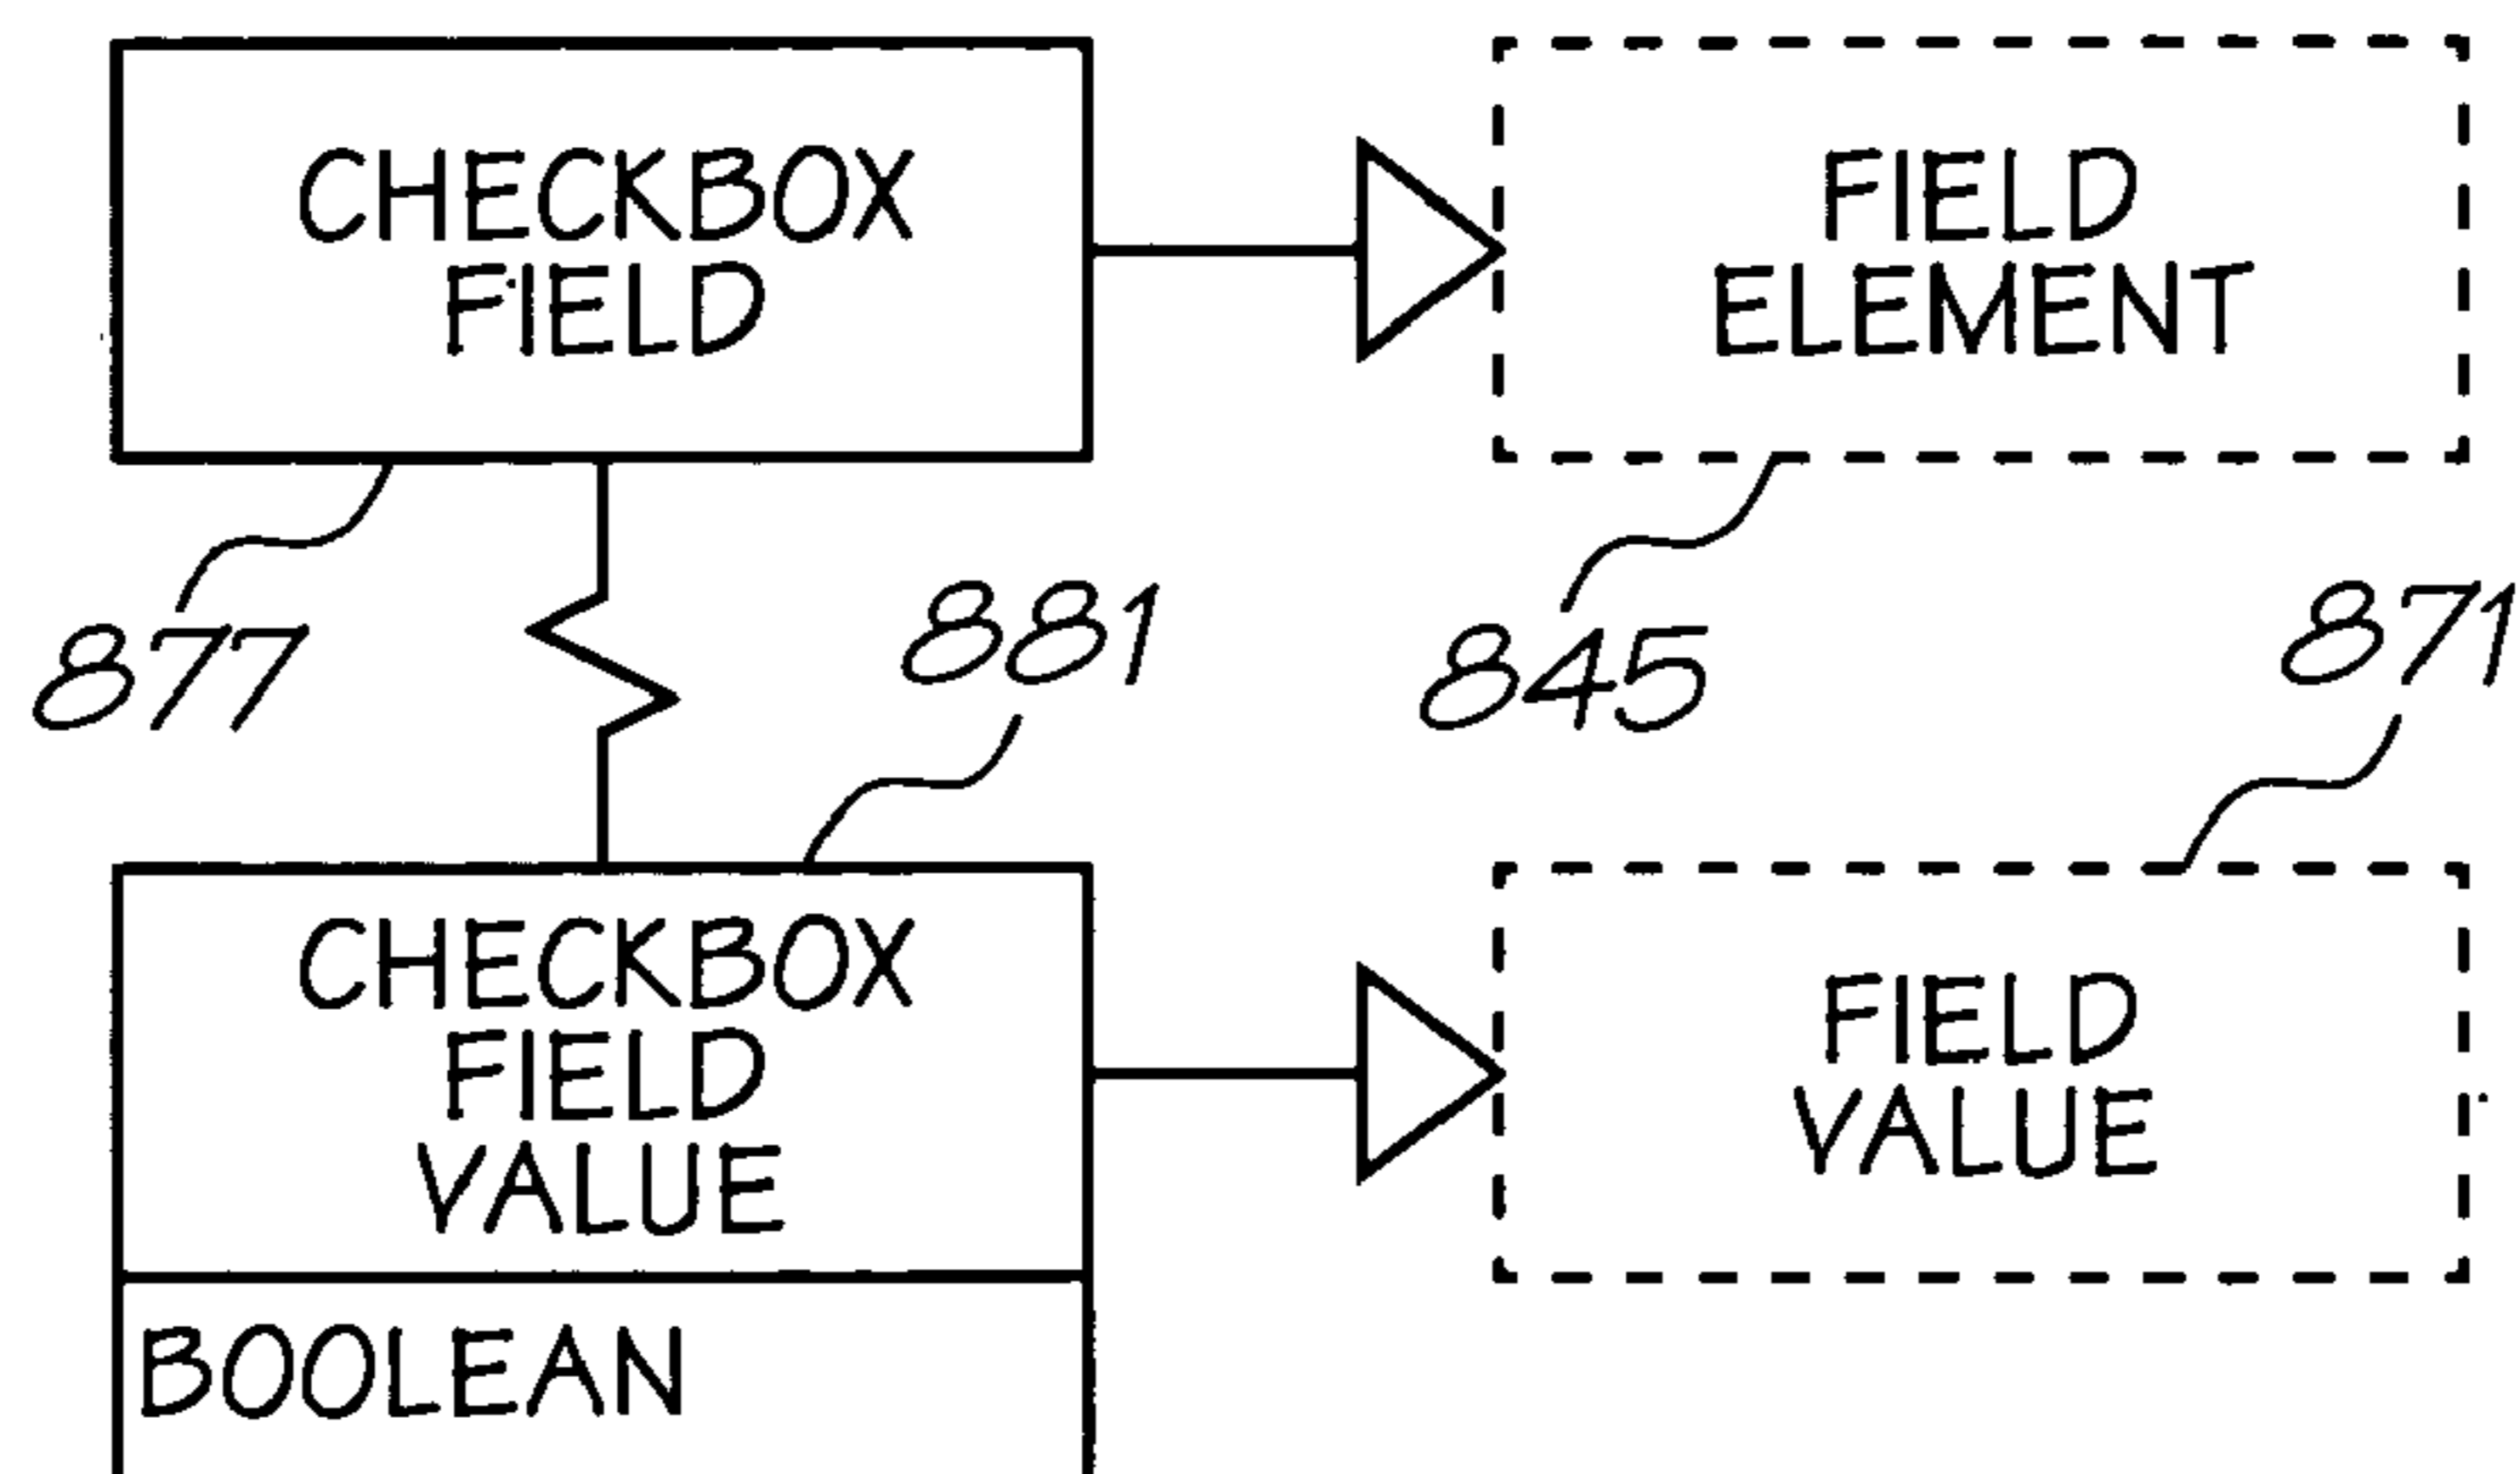 CHECKBOX
FIELD
FIELD
ELEMENT
877
881
845
871
CHECKBOX
FIELD
VALUE
FIELD
VALUE
BOOLEAN